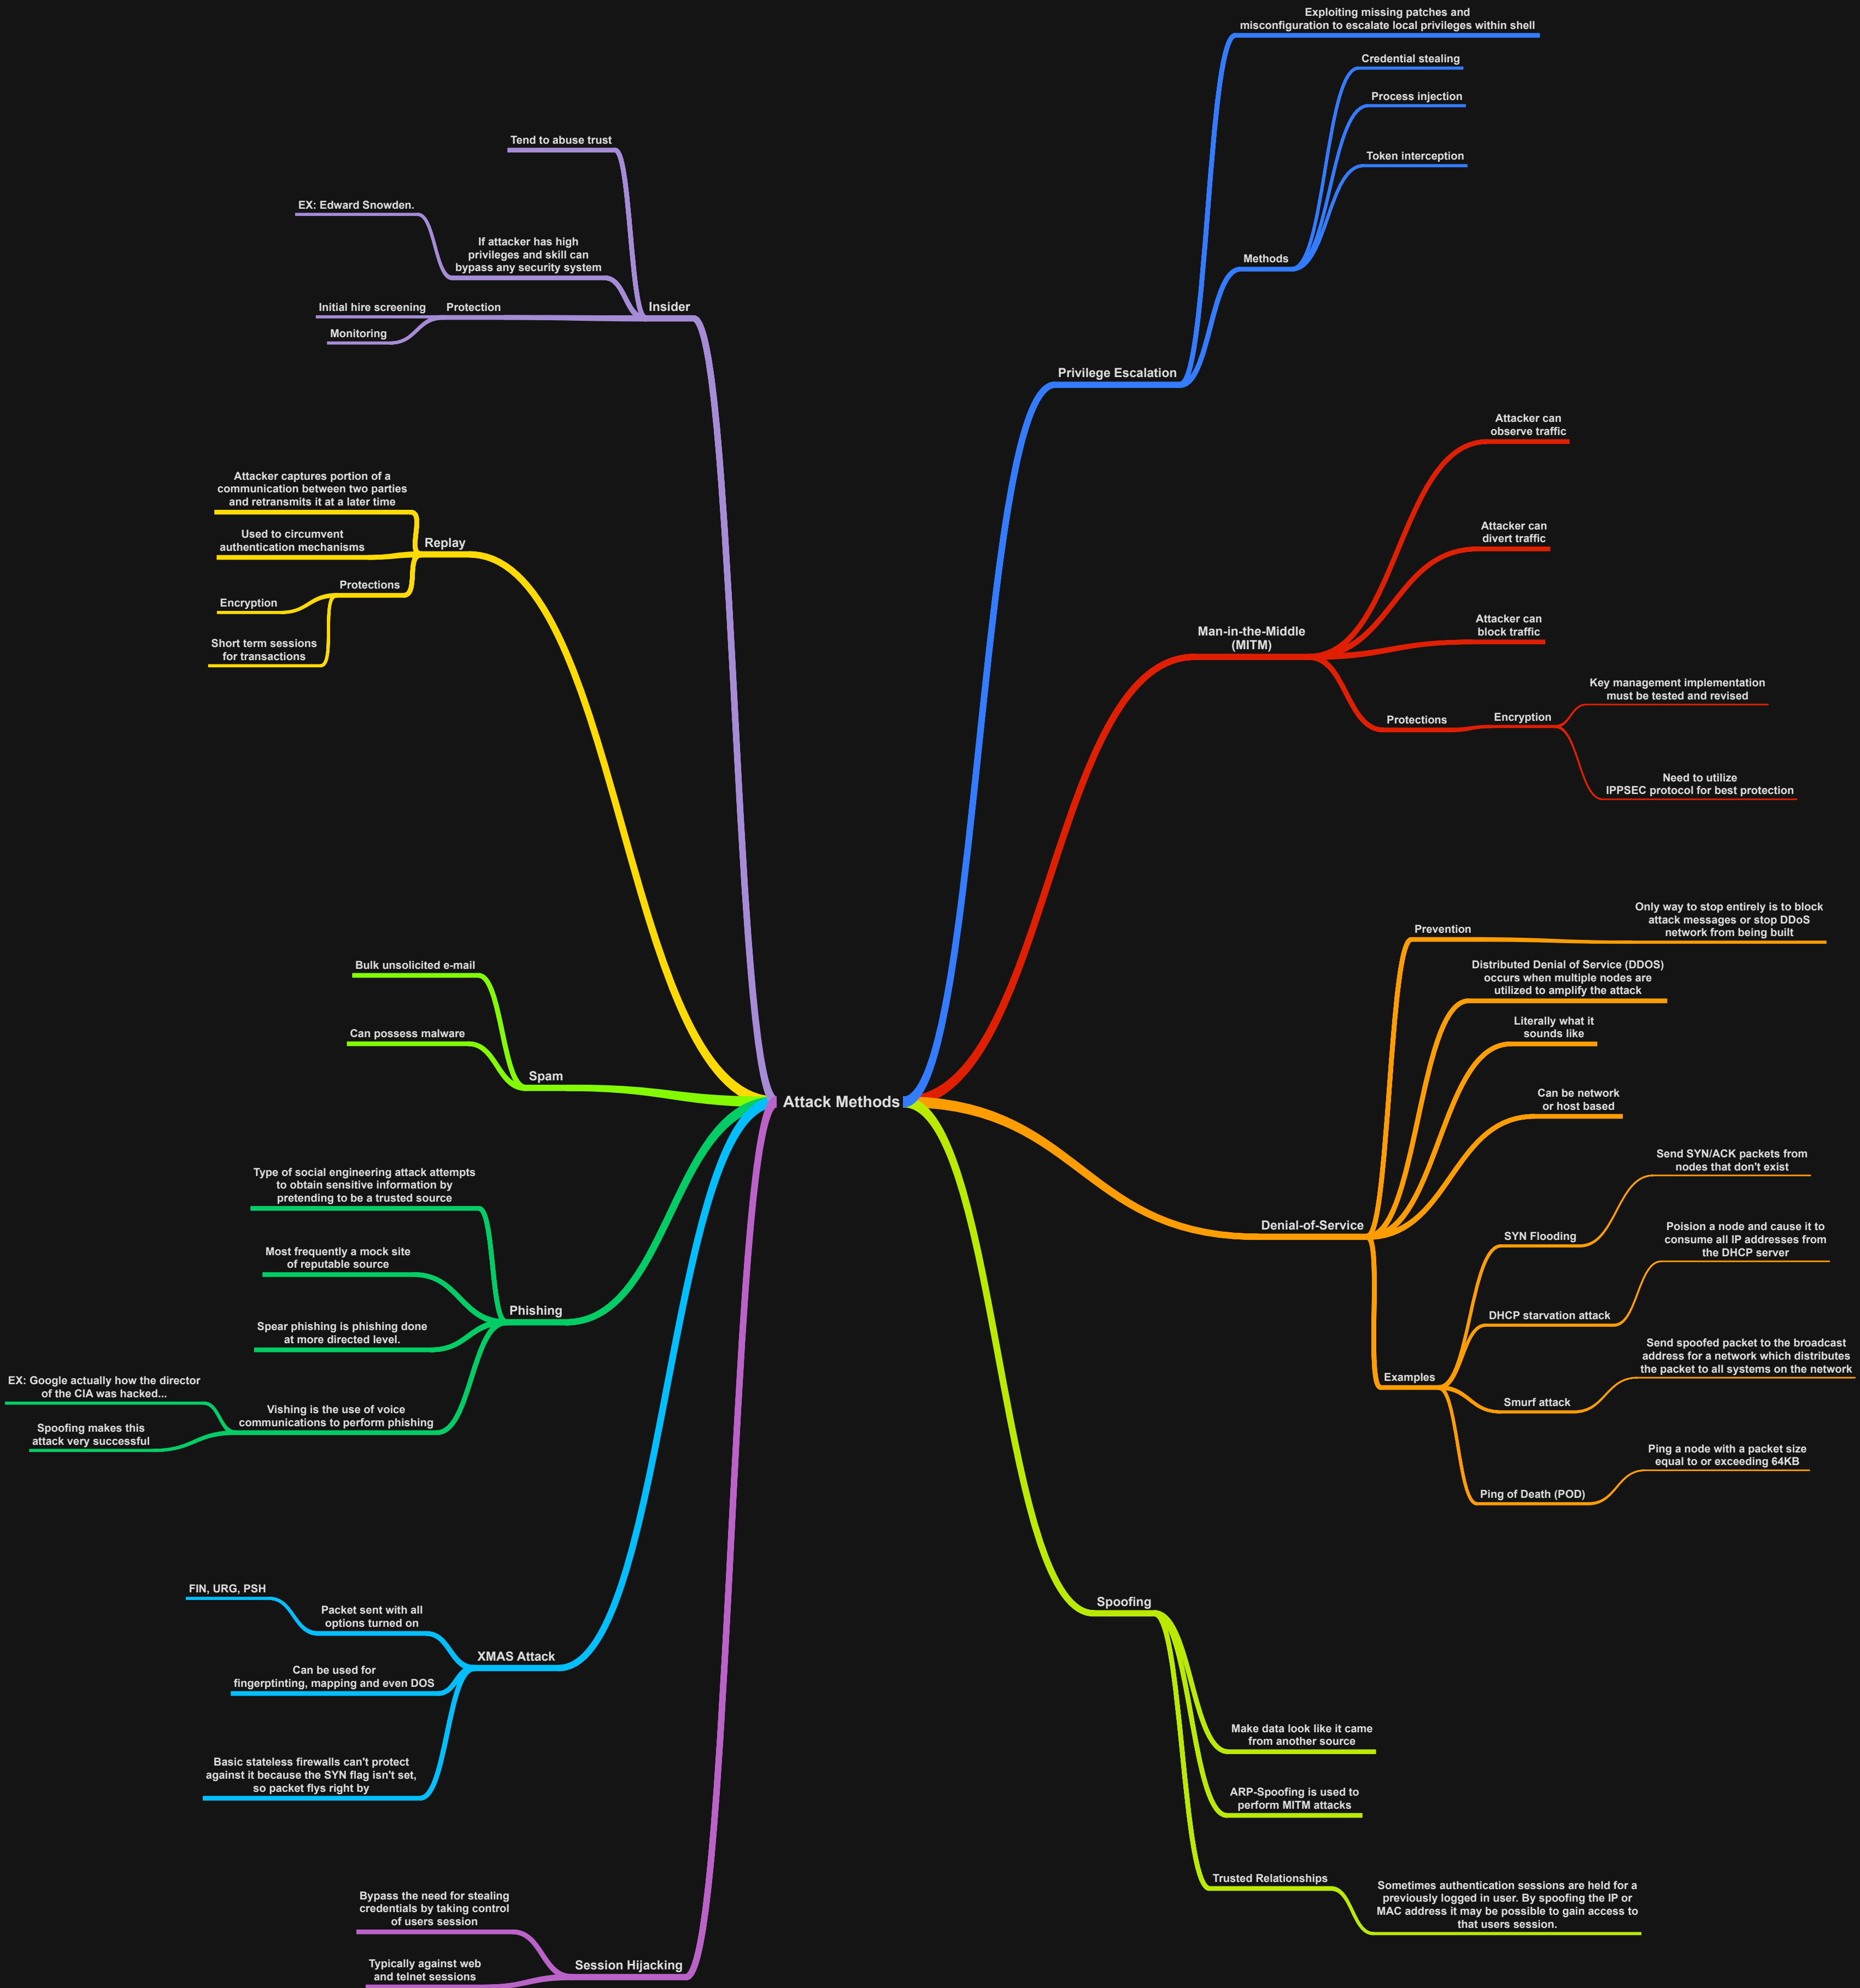 Attack Methods
Privilege Escalation
Exploiting missing patches and
misconfiguration to escalate local privileges within shell
Methods
Credential stealing
Process injection
Token interception
Man-in-the-Middle
(MITM)
Attacker can
observe traffic
Attacker can
divert traffic
Attacker can
block traffic
Protections
Encryption
Key management implementation
must be tested and revised
Need to utilize
IPPSEC protocol for best protection
Denial-of-Service
Prevention
Only way to stop entirely is to block
attack messages or stop DDoS
network from being built
Distributed Denial of Service (DDOS)
occurs when multiple nodes are
utilized to amplify the attack
Literally what it
sounds like
Can be network
or host based
Examples
SYN Flooding
Send SYN/ACK packets from
nodes that don't exist
DHCP starvation attack
Poision a node and cause it to
consume all IP addresses from
the DHCP server
Smurf attack
Send spoofed packet to the broadcast
address for a network which distributes
the packet to all systems on the network
Ping of Death (POD)
Ping a node with a packet size
equal to or exceeding 64KB
Spoofing
Make data look like it came
from another source
ARP-Spoofing is used to
perform MITM attacks
Trusted Relationships
Sometimes authentication sessions are held for a
previously logged in user. By spoofing the IP or
MAC address it may be possible to gain access to
that users session.
Insider
Tend to abuse trust
If attacker has high
privileges and skill can
bypass any security system
EX: Edward Snowden.
Protection
Initial hire screening
Monitoring
Replay
Attacker captures portion of a
communication between two parties
and retransmits it at a later time
Used to circumvent
authentication mechanisms
Protections
Encryption
Short term sessions
for transactions
Spam
Bulk unsolicited e-mail
Can possess malware
Phishing
Type of social engineering attack attempts
to obtain sensitive information by
pretending to be a trusted source
Most frequently a mock site
of reputable source
Spear phishing is phishing done
at more directed level.
Vishing is the use of voice
communications to perform phishing
EX: Google actually how the director
of the CIA was hacked...
Spoofing makes this
attack very successful
XMAS Attack
Packet sent with all
options turned on
FIN, URG, PSH
Can be used for
fingerptinting, mapping and even DOS
Basic stateless firewalls can't protect
against it because the SYN flag isn't set,
so packet flys right by
Session Hijacking
Bypass the need for stealing
credentials by taking control
of users session
Typically against web
and telnet sessions